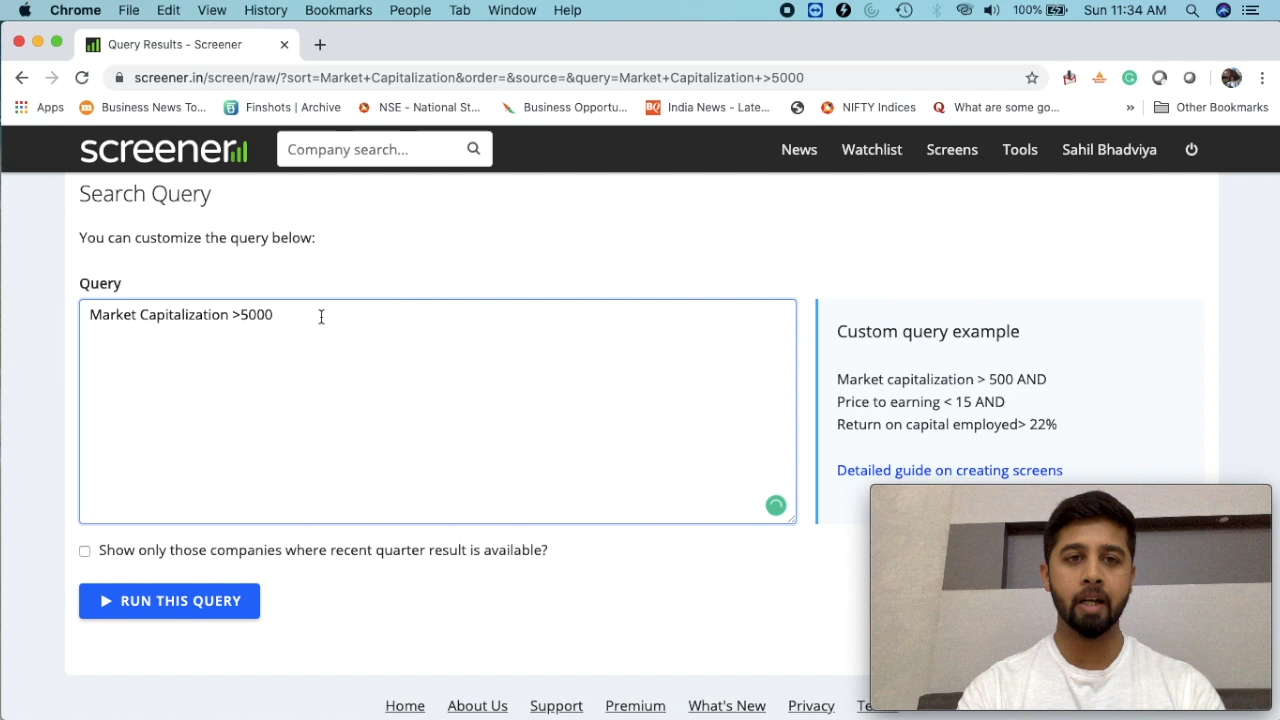 Chrome File Edit View History Bookmarks People Tab Window Help 100% Sun 11:34 AM
Query Results - Screener
screener.in/screen/raw/?sort=Market+Capitalization&order=&source=&query=Market+Capitalization+>5000
Apps Business News To... Finshots | Archive NSE - National St... Business Opportu... BQ India News - Late... NIFTY Indices Q What are some go... » Other Bookmarks
screener Company search... News Watchlist Screens Tools Sahil Bhadviya
Search Query
You can customize the query below:
Query
Market Capitalization >5000
Custom query example
Market capitalization > 500 AND
Price to earning < 15 AND
Return on capital employed> 22%
Detailed guide on creating screens
Show only those companies where recent quarter result is available?
RUN THIS QUERY
Home About Us Support Premium What's New Privacy